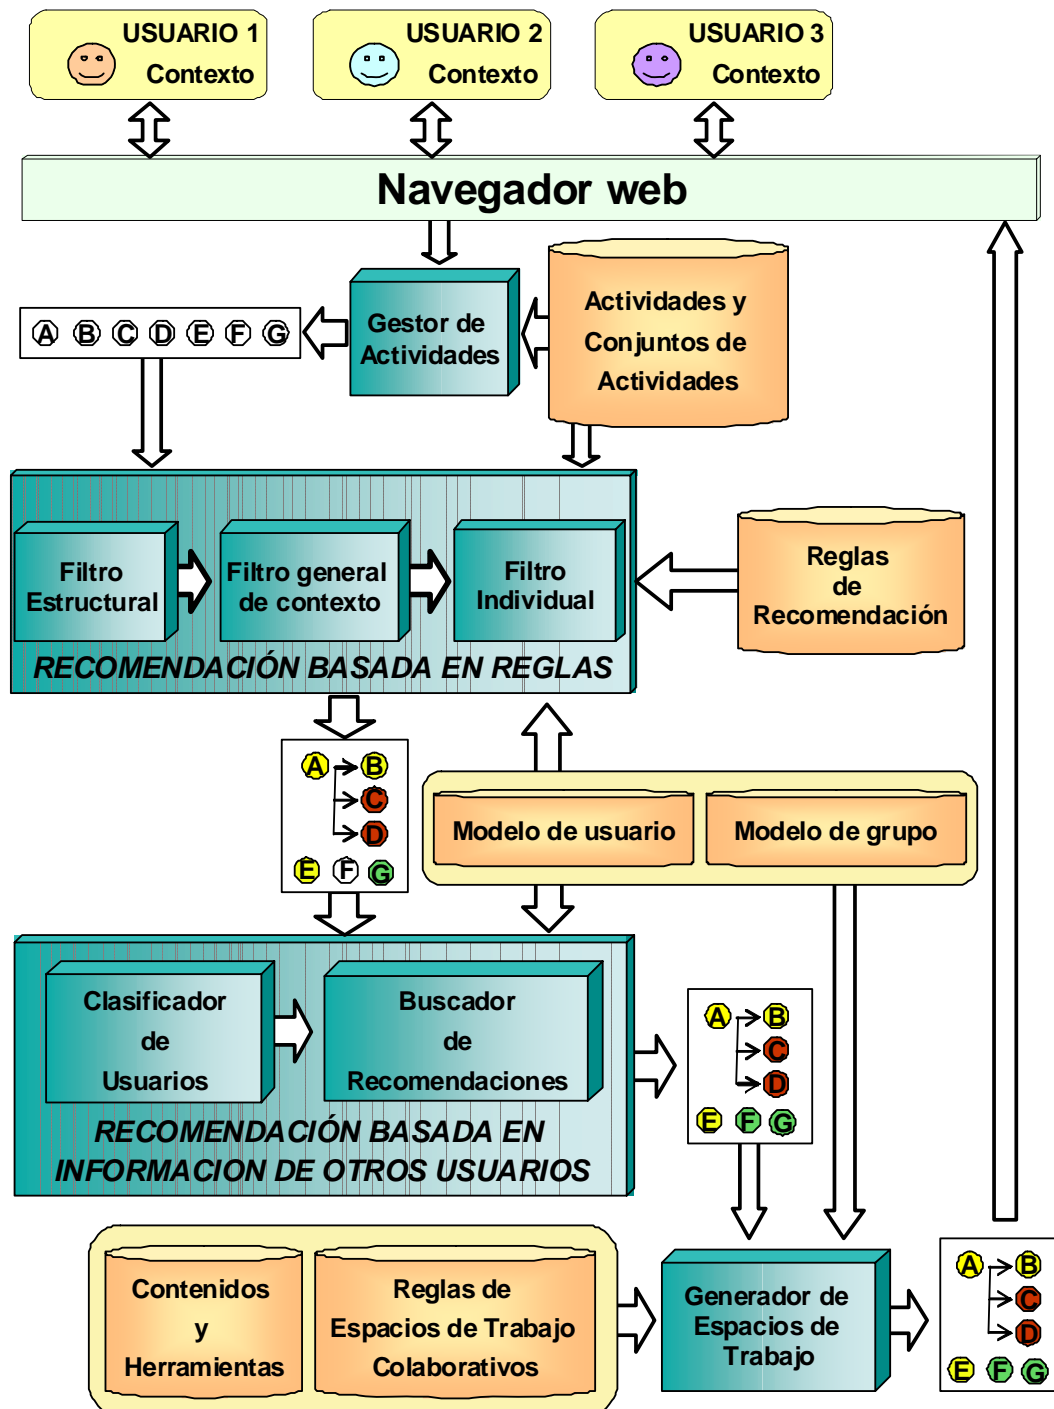 USUARIO 1
Contexto
USUARIO 2
Contexto
USUARIO 3
Contexto
Navegador web
Gestor de
Actividades
Actividades y
Conjuntos de
Actividades
A B C D E F G
Filtro
Estructural
Filtro general
de contexto
Filtro
Individual
RECOMENDACIÓN BASADA EN REGLAS
Reglas
de
Recomendación
A B
C
D
E F G
Modelo de usuario
Modelo de grupo
Clasificador
de
Usuarios
Buscador
de
Recomendaciones
RECOMENDACIÓN BASADA EN
INFORMACION DE OTROS USUARIOS
A B
C
D
E F G
Contenidos
y
Herramientas
Reglas de
Espacios de Trabajo
Colaborativos
Generador de
Espacios de
Trabajo
A B
C
D
E F G